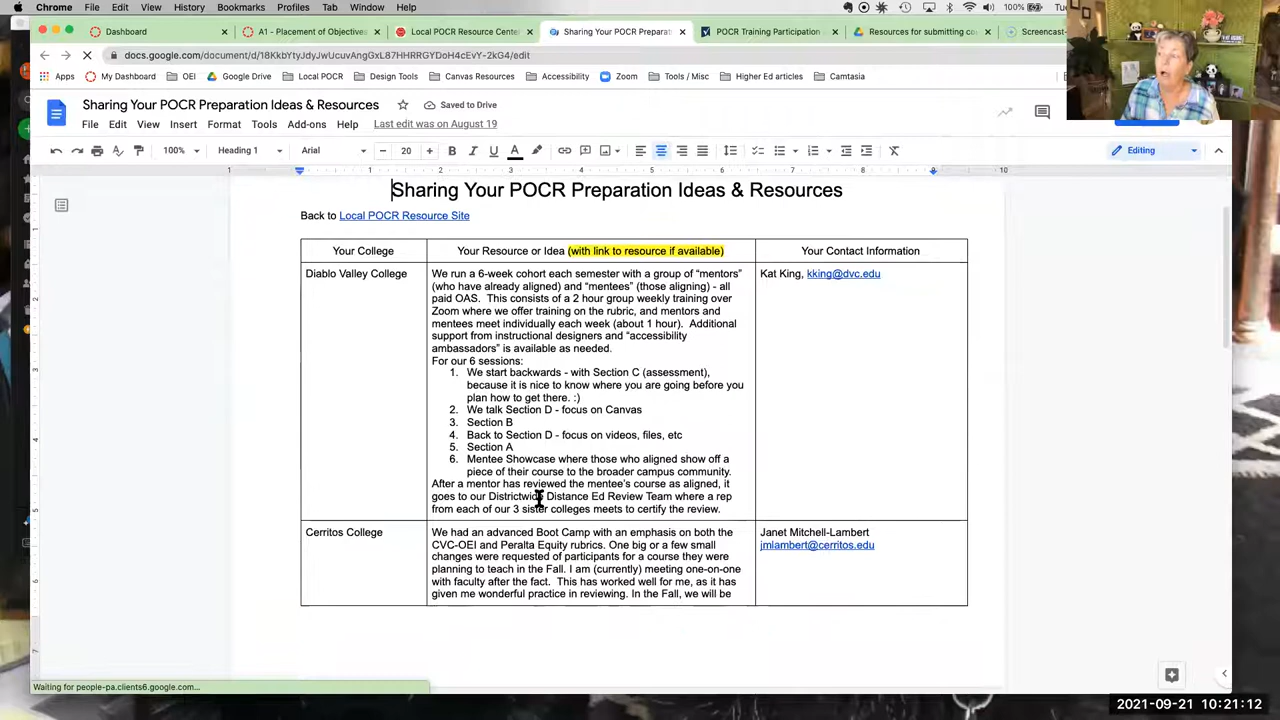 Chrome File Edit View History Bookmarks Profiles Tab Window Help 100%
Dashboard A1 - Placement of Objectives Local POCR Resource Center Sharing Your POCR Preparat POCR Training Participation Resources for submitting co Screencast-
docs.google.com/document/d/18KkbYtyJdyJwUcuvAngGxL87HHRRGYDoH4cEvY-2kG4/edit
Apps My Dashboard OEI Google Drive Local POCR Design Tools Canvas Resources Accessibility Zoom Tools / Misc Higher Ed articles Camtasia
Sharing Your POCR Preparation Ideas & Resources Saved to Drive
File Edit View Insert Format Tools Add-ons Help Last edit was on August 19
100% Heading 1 Arial 20 Editing
1 1 2 3 4 5 6 7 8 10
Sharing Your POCR Preparation Ideas & Resources
Back to Local POCR Resource Site
Your College Your Resource or Idea (with link to resource if available) Your Contact Information
Diablo Valley College
We run a 6-week cohort each semester with a group of “mentors”
(who have already aligned) and “mentees” (those aligning) - all
paid OAS. This consists of a 2 hour group weekly training over
Zoom where we offer training on the rubric, and mentors and
mentees meet individually each week (about 1 hour). Additional
support from instructional designers and “accessibility
ambassadors” is available as needed.
For our 6 sessions:
1. We start backwards - with Section C (assessment),
because it is nice to know where you are going before you
plan how to get there. :)
2. We talk Section D - focus on Canvas
3. Section B
4. Back to Section D - focus on videos, files, etc
5. Section A
6. Mentee Showcase where those who aligned show off a
piece of their course to the broader campus community.
After a mentor has reviewed the mentee’s course as aligned, it
goes to our Districtwide Distance Ed Review Team where a rep
from each of our 3 sister colleges meets to certify the review.
Kat King, kking@dvc.edu
Cerritos College
We had an advanced Boot Camp with an emphasis on both the
CVC-OEI and Peralta Equity rubrics. One big or a few small
changes were requested of participants for a course they were
planning to teach in the Fall. I am (currently) meeting one-on-one
with faculty after the fact. This has worked well for me, as it has
given me wonderful practice in reviewing. In the Fall, we will be
Janet Mitchell-Lambert
jmlambert@cerritos.edu
Waiting for people-pa.clients6.google.com...
2021-09-21 10:21:12